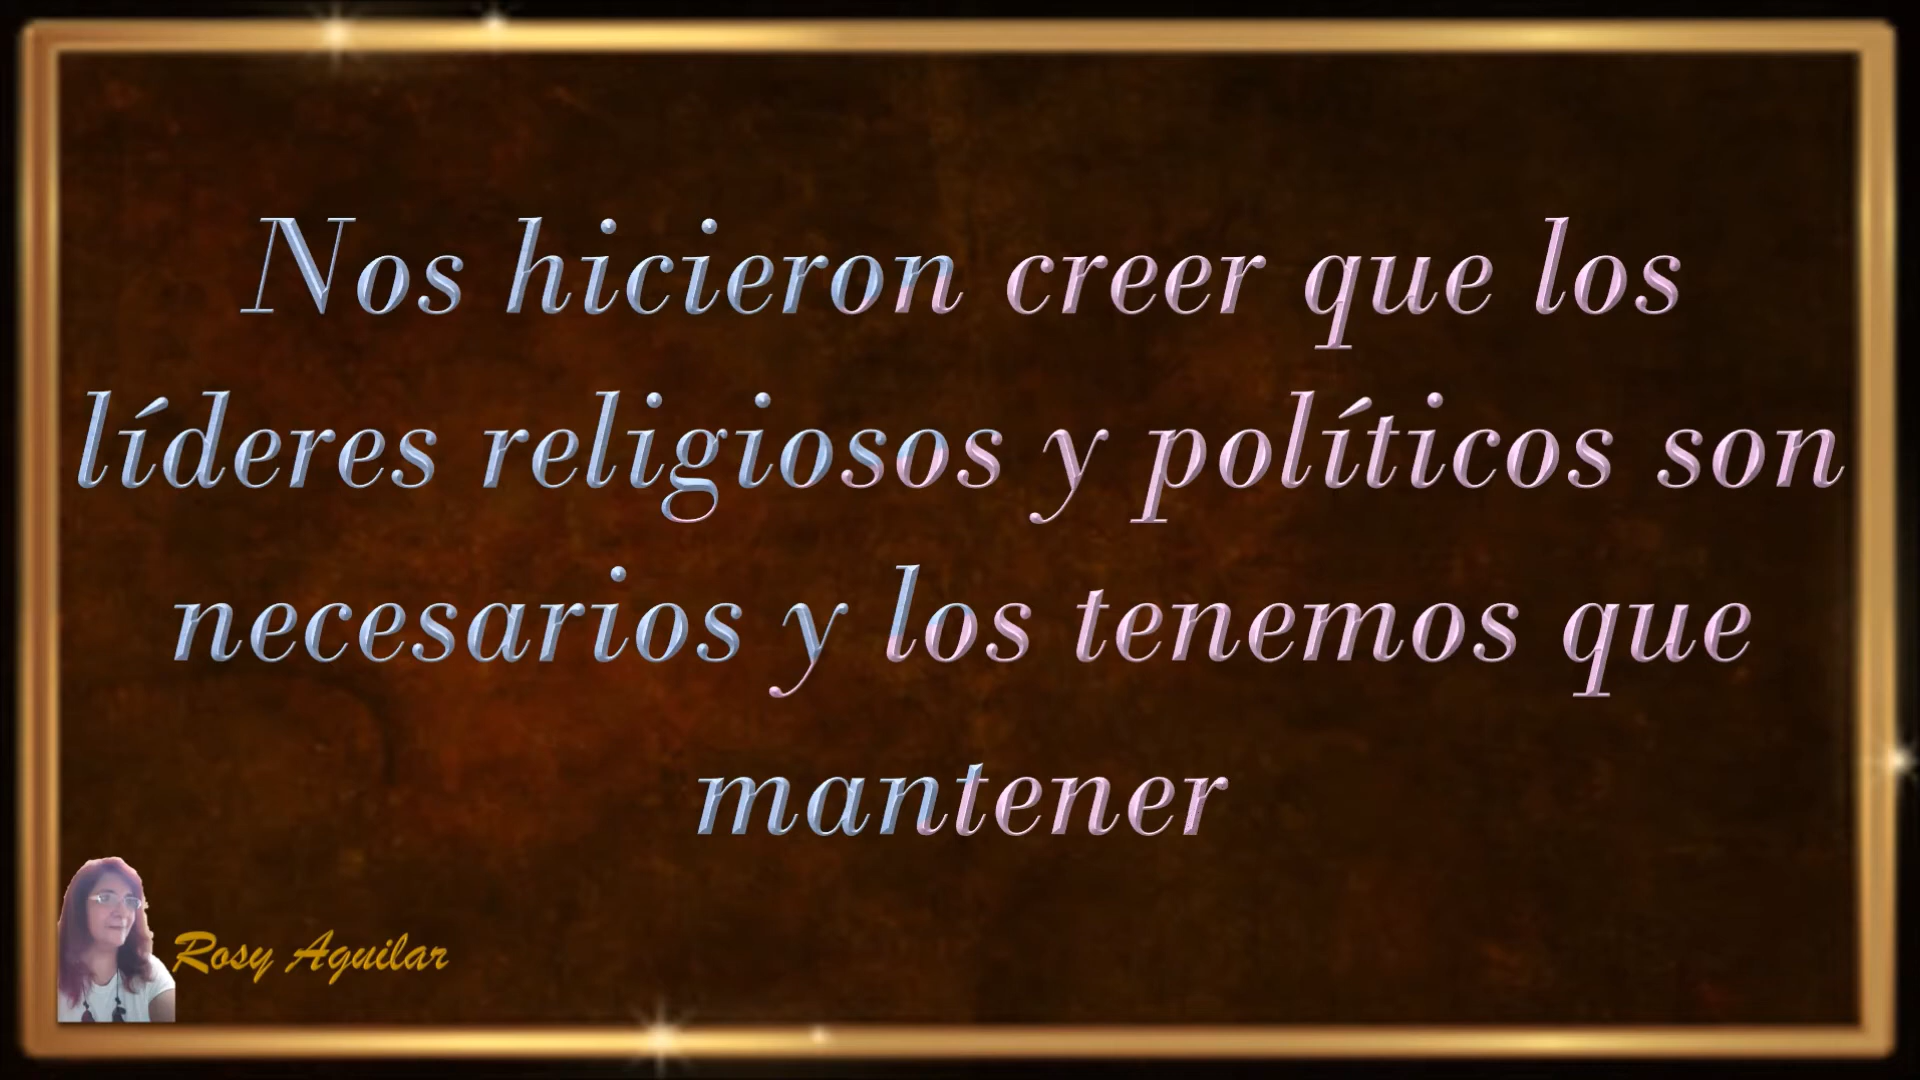 Nos hicieron creer que los
líderes religiosos y políticos son
necesarios y los tenemos que
mantener
Rosy Aguilar